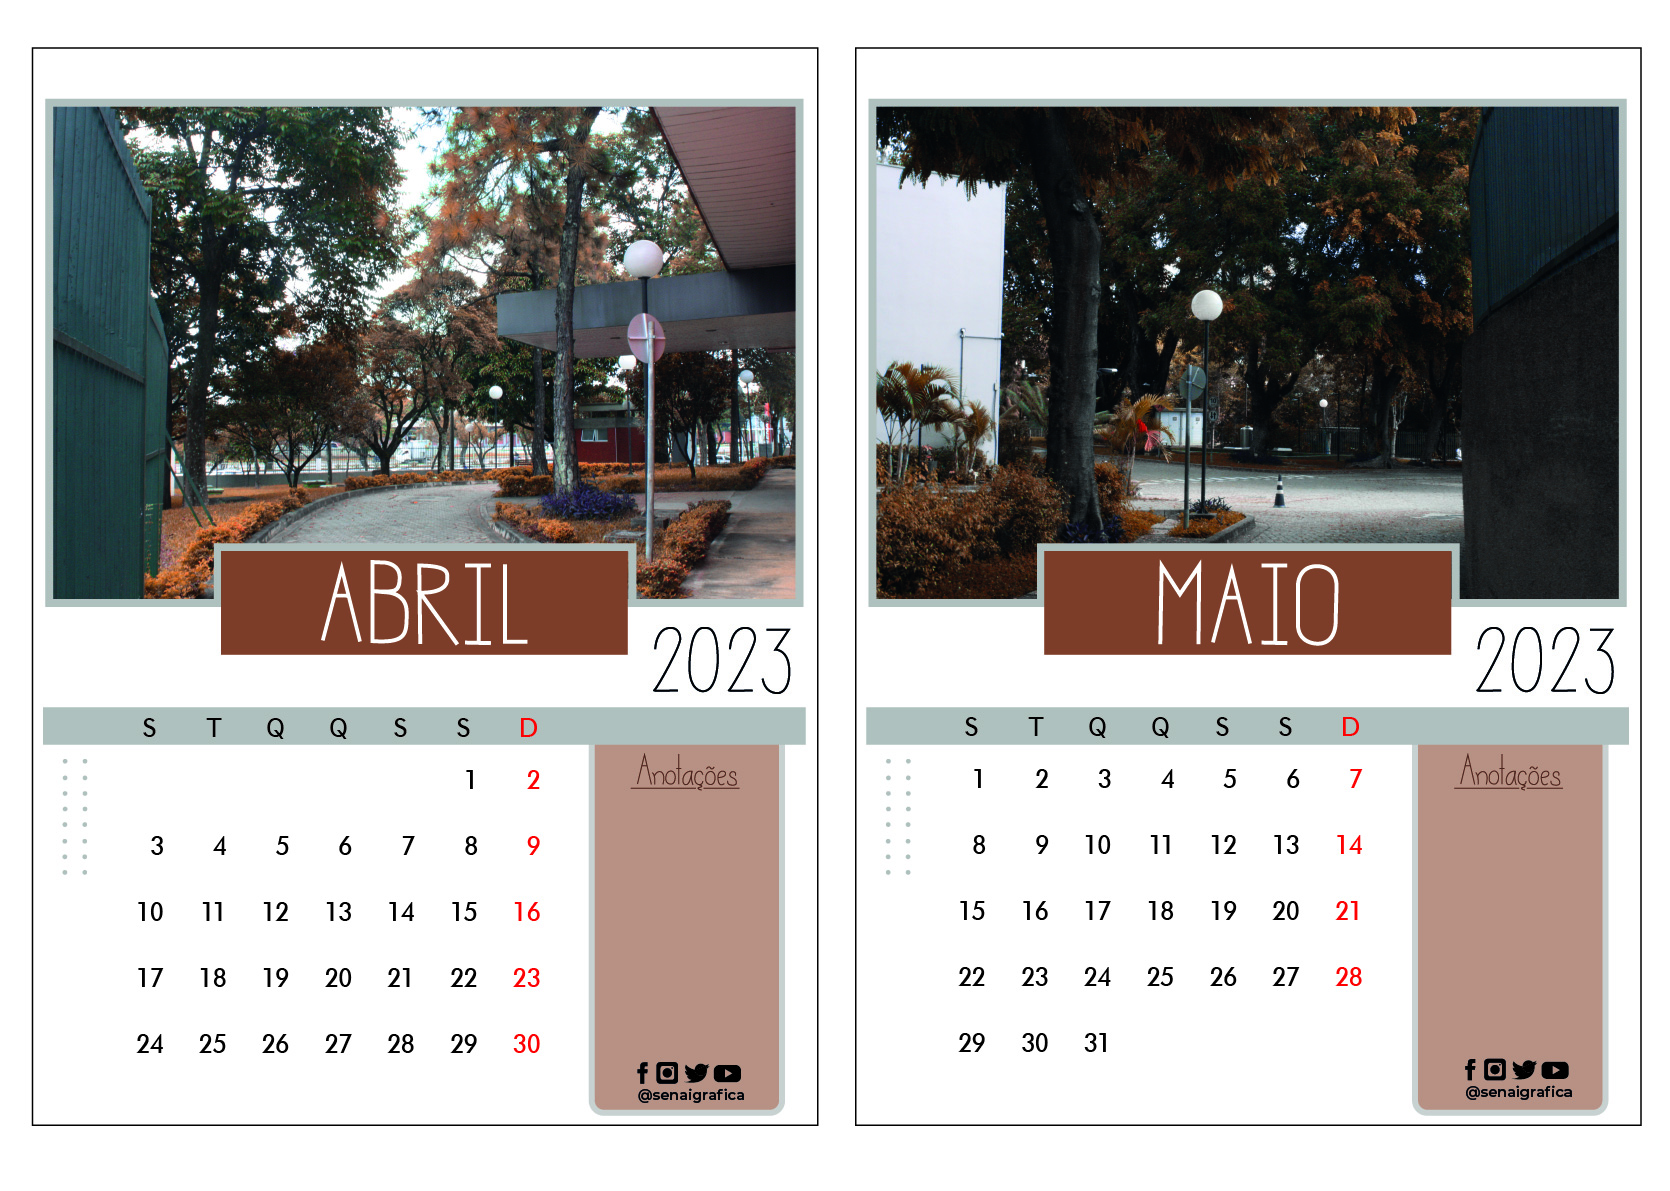 ABRIL
2023
S T Q Q S S D
Anotações
1 2
3 4 5 6 7 8 9
10 11 12 13 14 15 16
17 18 19 20 21 22 23
24 25 26 27 28 29 30
@senaigrafica
MAIO
2023
S T Q Q S S D
Anotações
1 2 3 4 5 6 7
8 9 10 11 12 13 14
15 16 17 18 19 20 21
22 23 24 25 26 27 28
29 30 31
@senaigrafica